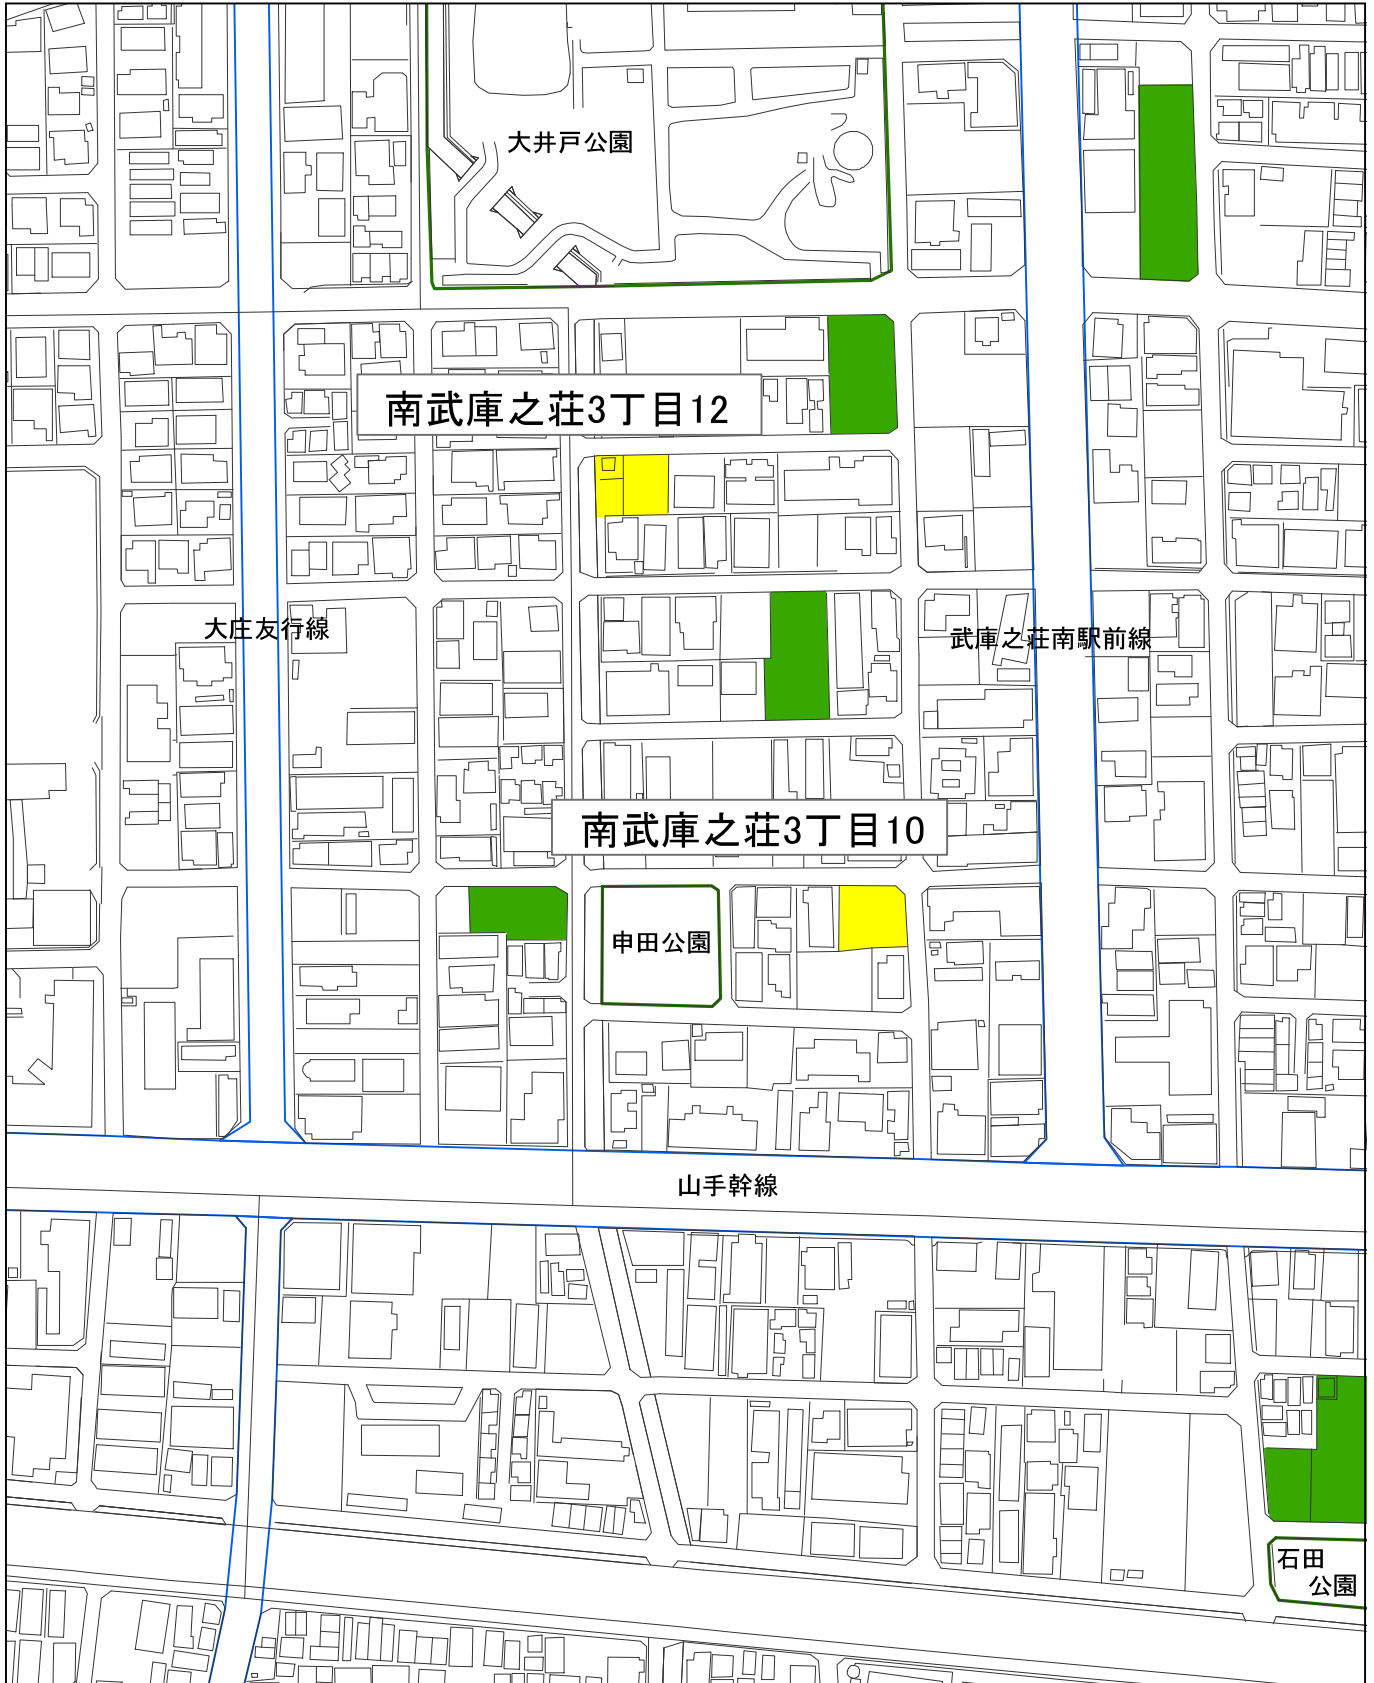 大井戸公園
南武庫之荘3丁目12
大庄友行線
武庫之荘南駅前線
南武庫之荘3丁目10
申田公園
山手幹線
石田
公園